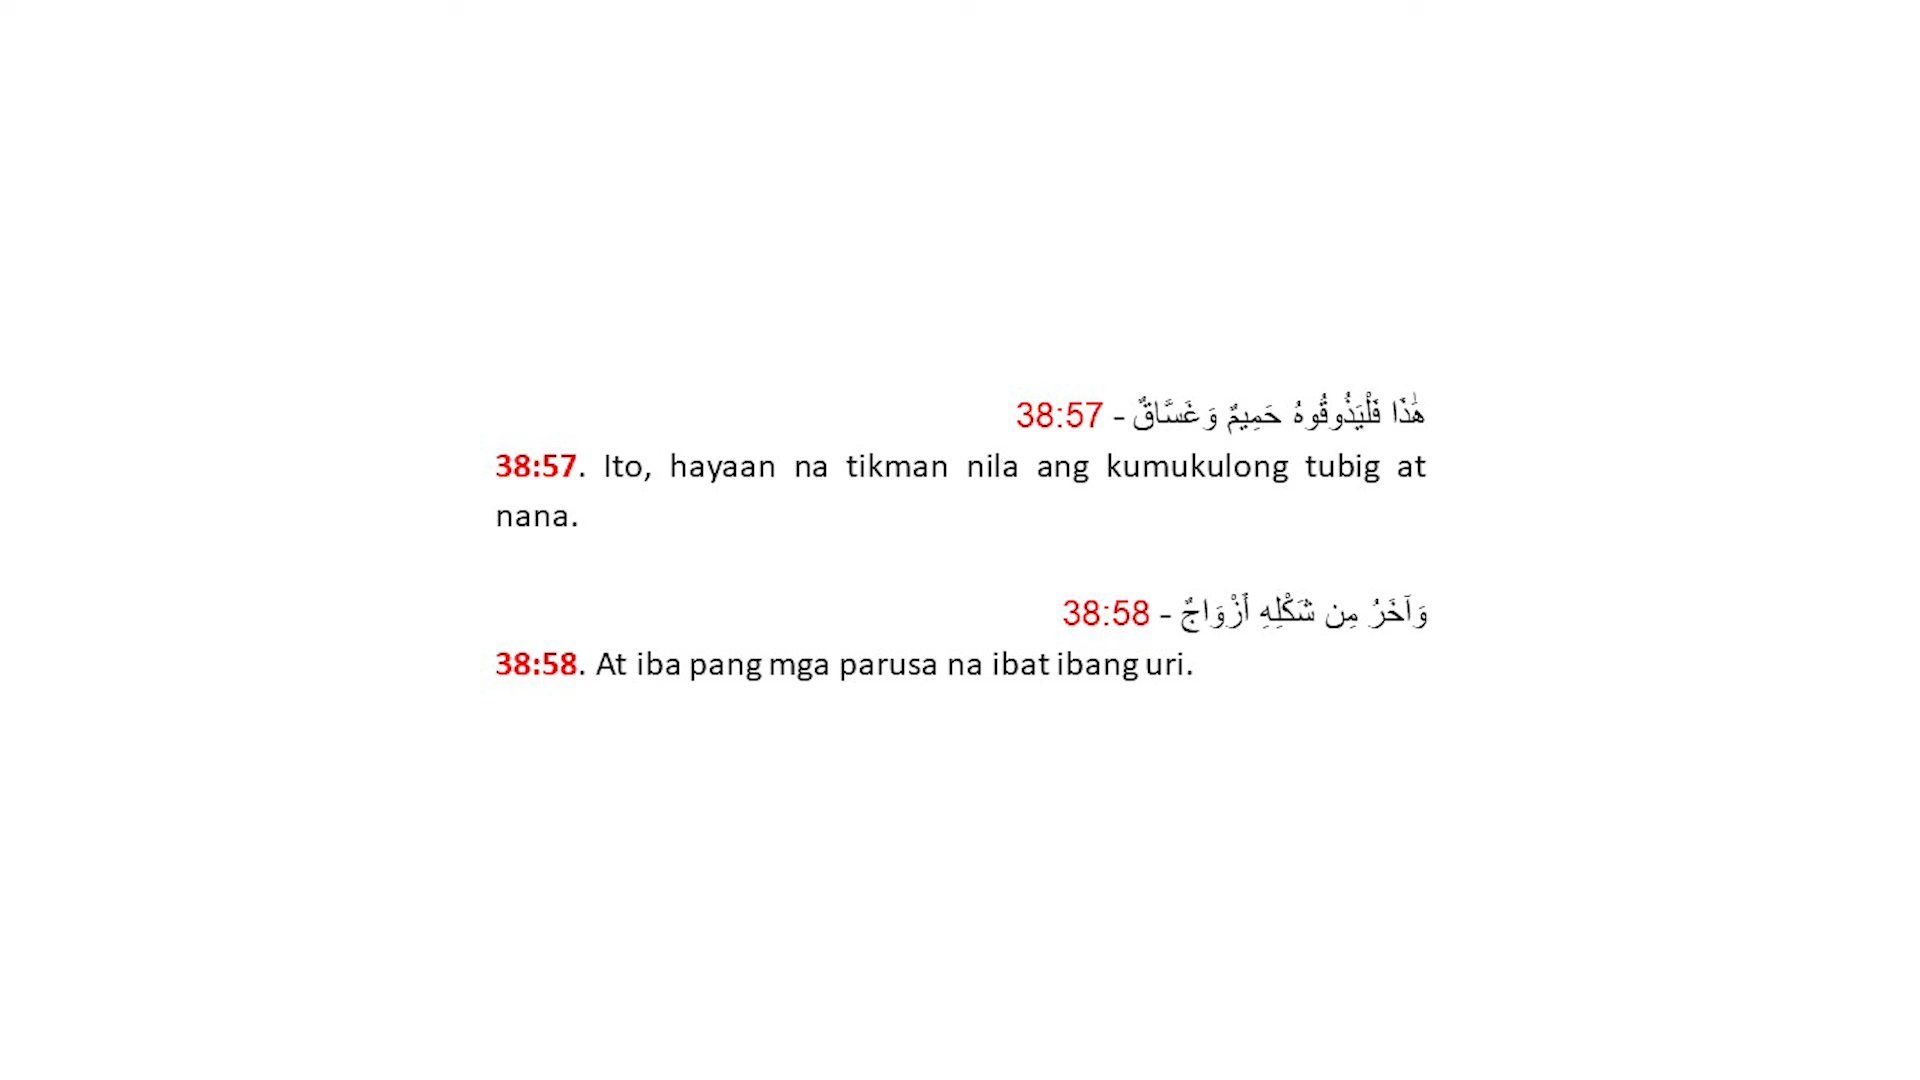 هَٰذَا فَلْيَذُوقُوهُ حَمِيمٌ وَغَسَّاقٌ - 38:57
38:57. Ito, hayaan na tikman nila ang kumukulong tubig at
nana.
وَآخَرُ مِن شَكْلِهِ أَزْوَاجٌ - 38:58
38:58. At iba pang mga parusa na ibat ibang uri.